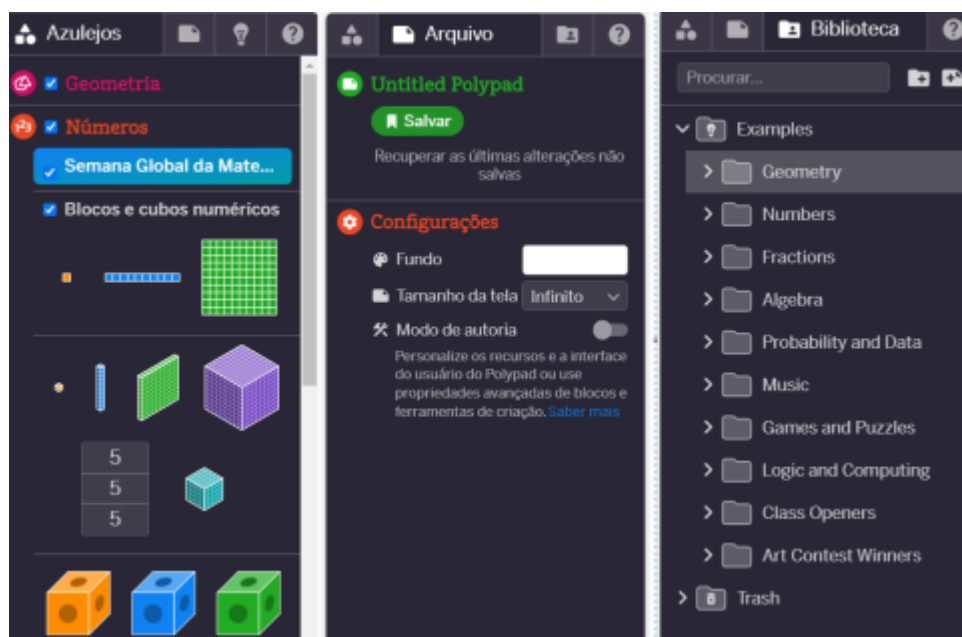 Azulejos
Geometria
123 Números
Semana Global da Mate...
Blocos e cubos numéricos
5
5
5
Arquivo
Untitled Polypad
Salvar
Recuperar as últimas alterações não
salvas
Configurações
Fundo
Tamanho da tela Infinito
Modo de autoria
Personalize os recursos e a interface
do usuário do Polypad ou use
propriedades avançadas de blocos e
ferramentas de criação. Saber mais
Biblioteca
Procurar...
Examples
Geometry
Numbers
Fractions
Algebra
Probability and Data
Music
Games and Puzzles
Logic and Computing
Class Openers
Art Contest Winners
Trash